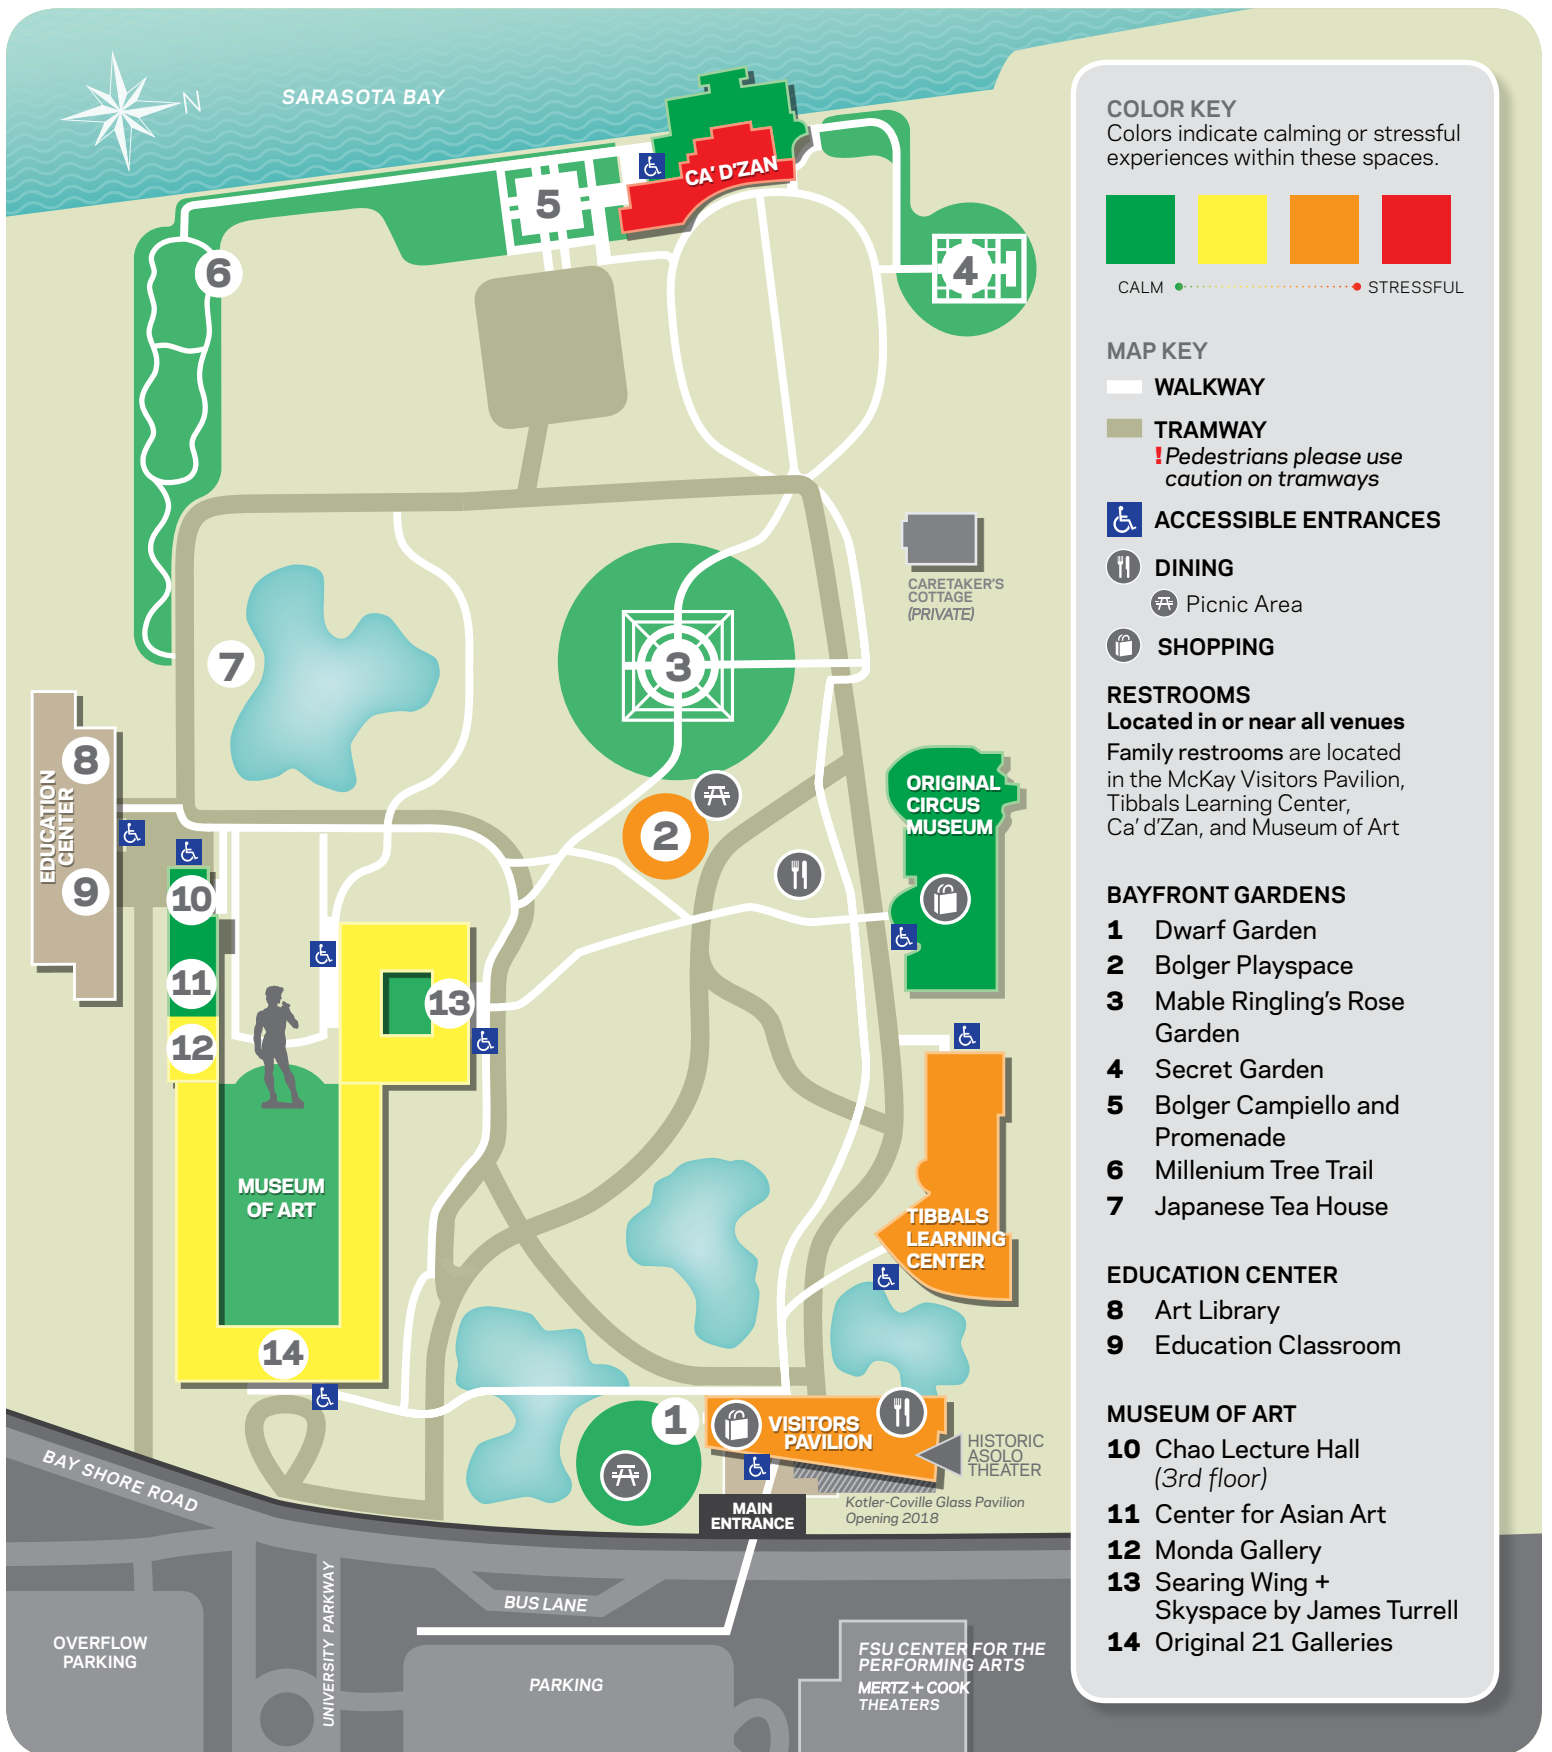 SARASOTA BAY
N
CA' D'ZAN
5
6
4
3
7
CARETAKER'S
COTTAGE
(PRIVATE)
8
EDUCATION
CENTER
9
2
ORIGINAL
CIRCUS
MUSEUM
10
11
12
13
MUSEUM
OF ART
14
TIBBALS
LEARNING
CENTER
1
VISITORS
PAVILION
HISTORIC
ASOLO
THEATER
MAIN
ENTRANCE
Kotler-Coville Glass Pavilion
Opening 2018
BAY SHORE ROAD
BUS LANE
UNIVERSITY PARKWAY
OVERFLOW
PARKING
PARKING
FSU CENTER FOR THE
PERFORMING ARTS
MERTZ + COOK
THEATERS
COLOR KEY
Colors indicate calming or stressful
experiences within these spaces.
CALM STRESSFUL
MAP KEY
WALKWAY
TRAMWAY
! Pedestrians please use
caution on tramways
ACCESSIBLE ENTRANCES
DINING
Picnic Area
SHOPPING
RESTROOMS
Located in or near all venues
Family restrooms are located
in the McKay Visitors Pavilion,
Tibbals Learning Center,
Ca' d'Zan, and Museum of Art
BAYFRONT GARDENS
1 Dwarf Garden
2 Bolger Playspace
3 Mable Ringling's Rose
Garden
4 Secret Garden
5 Bolger Campiello and
Promenade
6 Millenium Tree Trail
7 Japanese Tea House
EDUCATION CENTER
8 Art Library
9 Education Classroom
MUSEUM OF ART
10 Chao Lecture Hall
(3rd floor)
11 Center for Asian Art
12 Monda Gallery
13 Searing Wing +
Skyspace by James Turrell
14 Original 21 Galleries